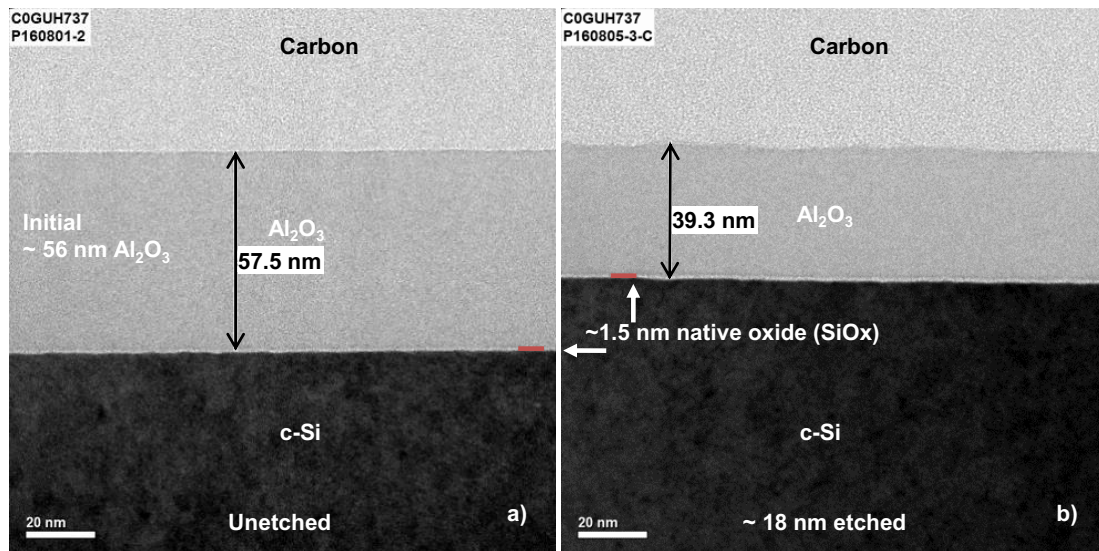 C0GUH737
P160801-2
Carbon
Initial
~ 56 nm Al₂O₃
Al₂O₃
57.5 nm
c-Si
20 nm
Unetched
a)
C0GUH737
P160805-3-C
Carbon
39.3 nm
Al₂O₃
~1.5 nm native oxide (SiOx)
c-Si
20 nm
~ 18 nm etched
b)